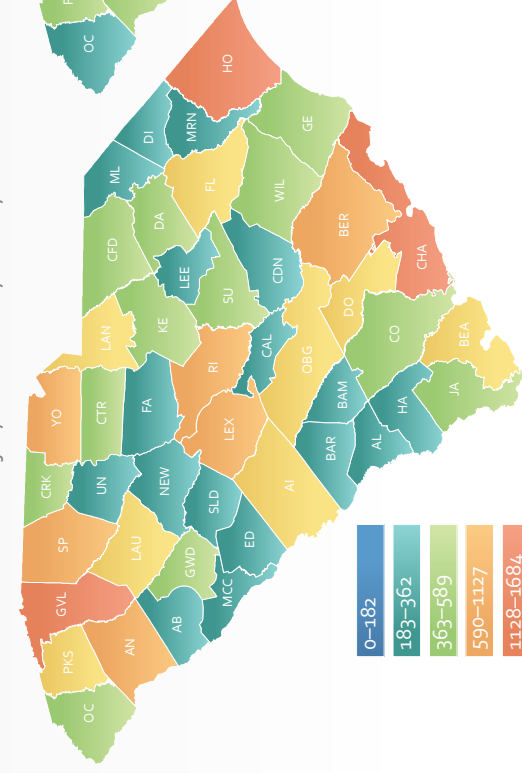 OC
HO
DI
MRN
ML
GE
FL
WIL
DA
CFD
LEE
BER
SU
CDN
CHA
KE
LAN
DO
CAL
OBG
CO
BEA
RI
YO
CTR
FA
LEX
BAM
JA
HA
BAR
AL
CRK
UN
NEW
SLD
AI
SP
LAU
GWD
ED
MCC
GVL
AB
PKS
AN
OC
0–182
183–362
363–589
590–1127
1128–1684